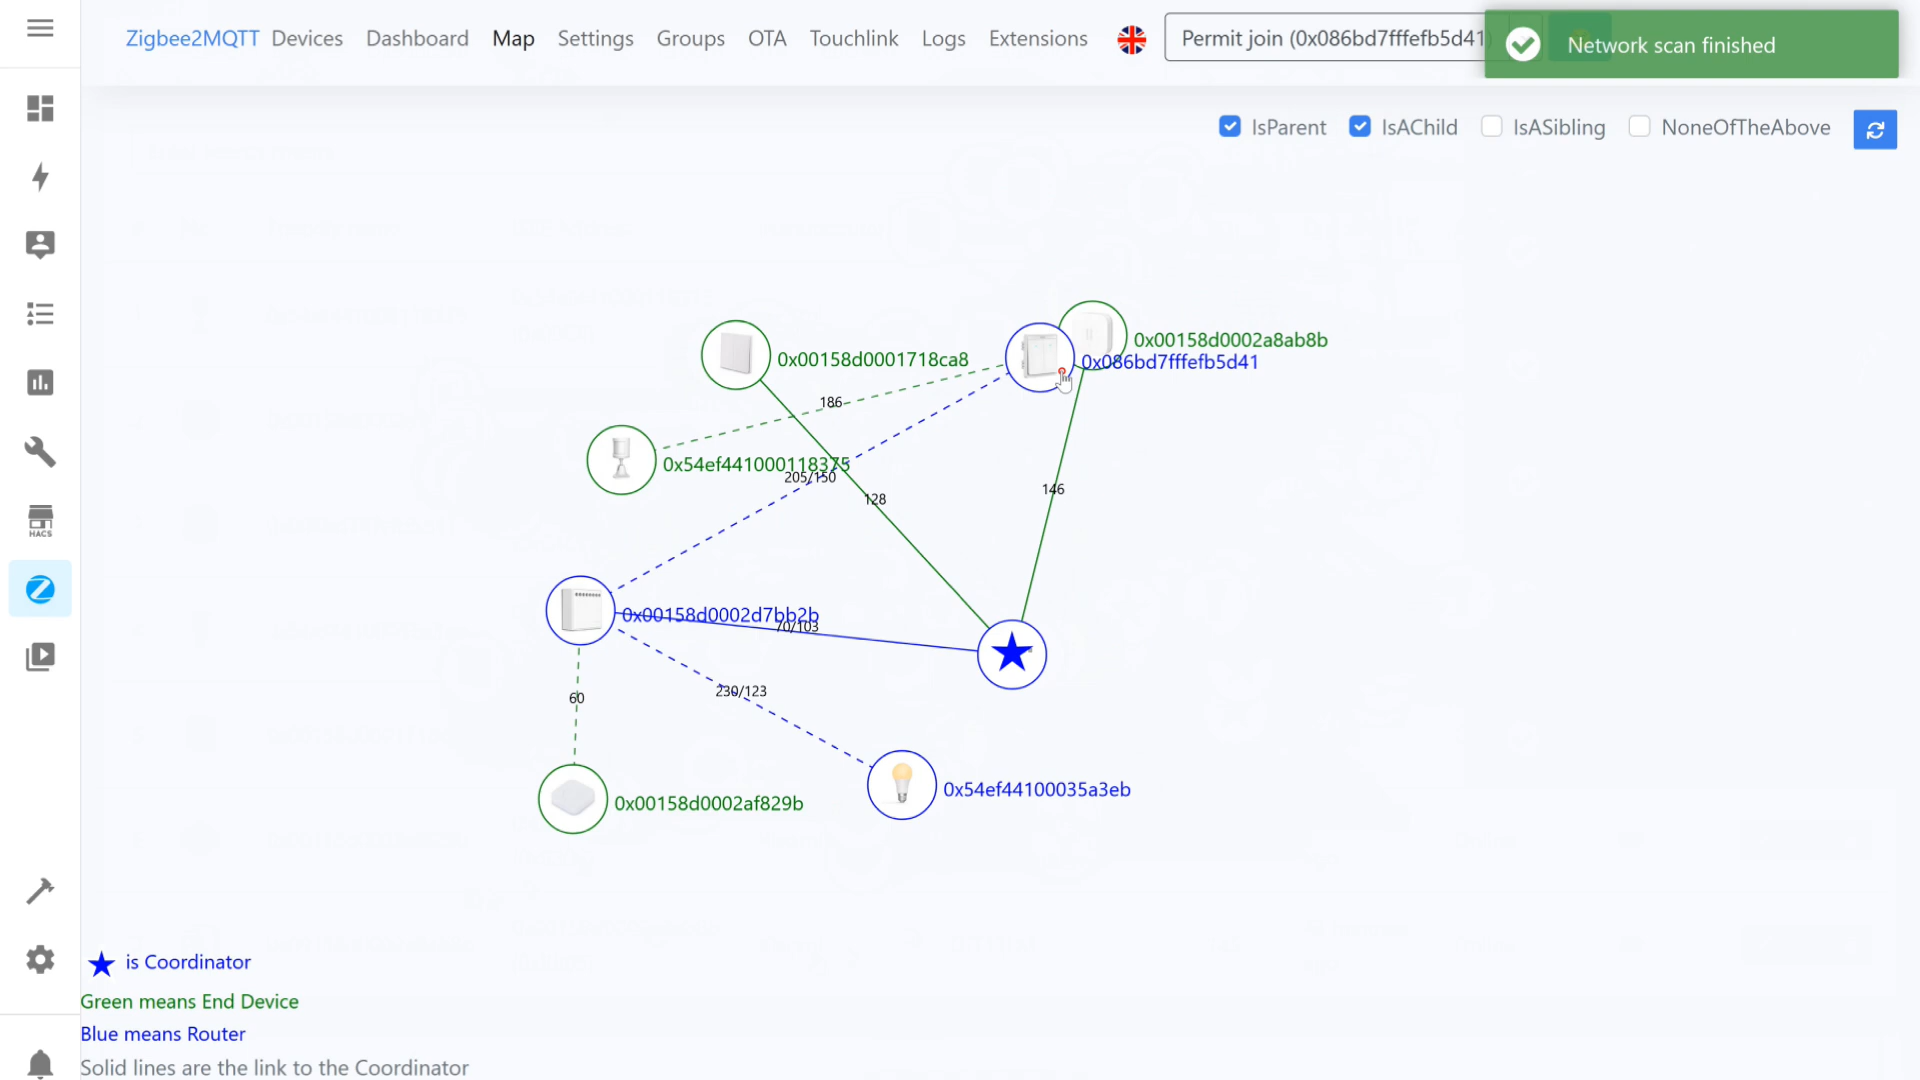 Zigbee2MQTT Devices Dashboard Map Settings Groups OTA Touchlink Logs Extensions Permit join (0x086bd7fffefb5d41) Network scan finished
IsParent IsAChild IsASibling NoneOfTheAbove
0x00158d0002a8ab8b
0x00158d0001718ca8
0x086bd7fffefb5d41
186
0x54ef441000118375
205/150
128
146
HACS
0x00158d0002d7bb2b
70/103
230/123
60
0x54ef44100035a3eb
0x00158d0002af829b
is Coordinator
Green means End Device
Blue means Router
Solid lines are the link to the Coordinator